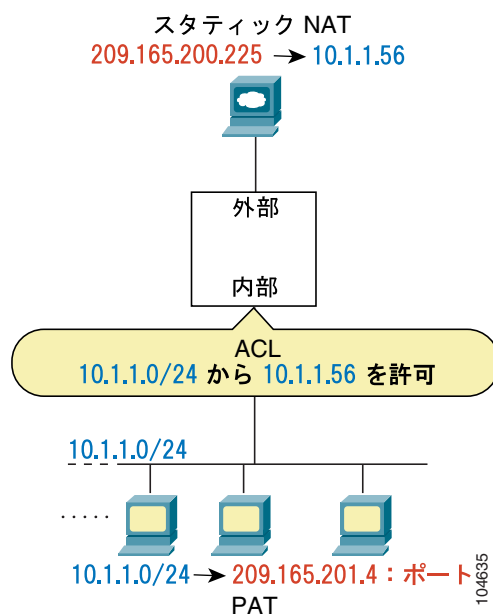 スタティック NAT
209.165.200.225 → 10.1.1.56
外部
内部
ACL
10.1.1.0/24 から 10.1.1.56 を許可
10.1.1.0/24
10.1.1.0/24 → 209.165.201.4：ポート
PAT
104635